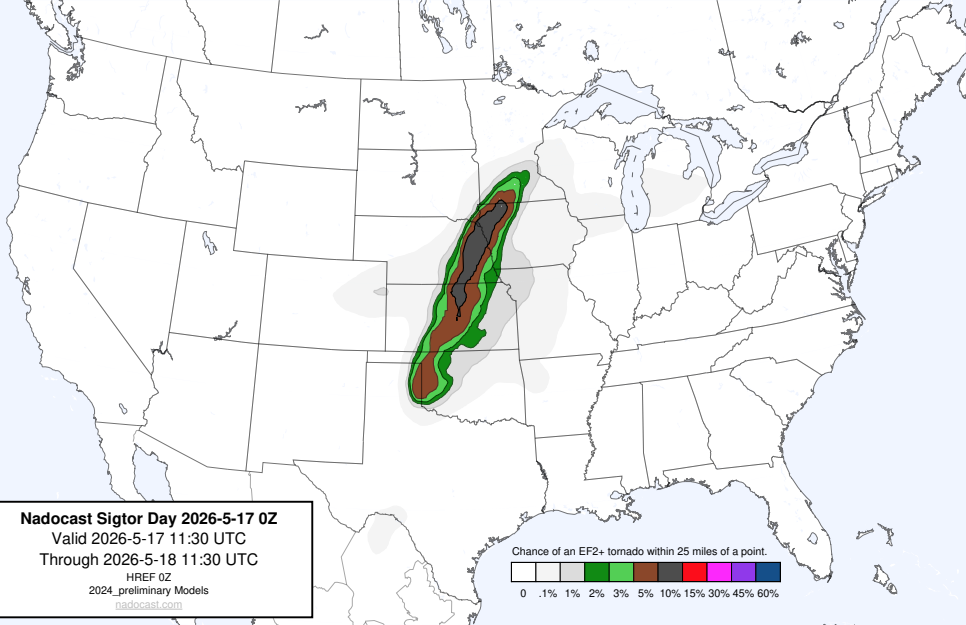 Nadocast Sigtor Day 2026-5-17 0Z
Valid 2026-5-17 11:30 UTC
Through 2026-5-18 11:30 UTC
HREF 0Z
2024_preliminary Models
nadocast.com
Chance of an EF2+ tornado within 25 miles of a point.
0 .1% 1% 2% 3% 5% 10% 15% 30% 45% 60%